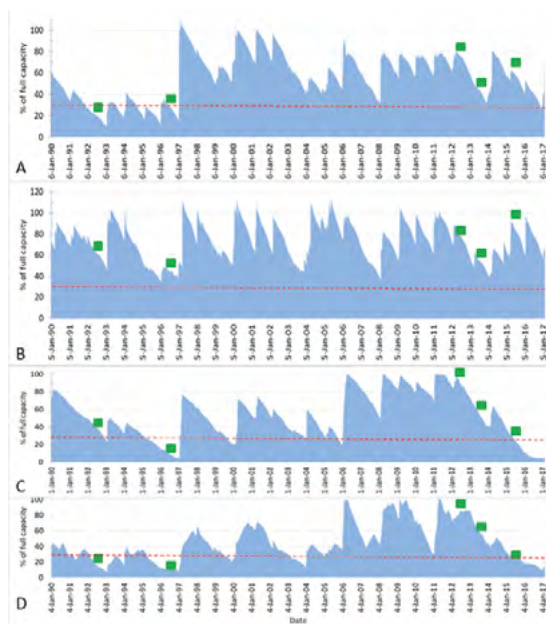 % of full capacity
100
80
60
40
20
0
A
6-Jan-90 6-Jan-91 6-Jan-92 6-Jan-93 6-Jan-94 6-Jan-95 6-Jan-96 6-Jan-97 6-Jan-98 6-Jan-99 6-Jan-00 6-Jan-01 6-Jan-02 6-Jan-03 6-Jan-04 6-Jan-05 6-Jan-06 6-Jan-07 6-Jan-08 6-Jan-09 6-Jan-10 6-Jan-11 6-Jan-12 6-Jan-13 6-Jan-14 6-Jan-15 6-Jan-16 6-Jan-17
% of full capacity
120
100
80
60
40
20
0
B
5-Jan-90 5-Jan-91 5-Jan-92 5-Jan-93 5-Jan-94 5-Jan-95 5-Jan-96 5-Jan-97 5-Jan-98 5-Jan-99 5-Jan-00 5-Jan-01 5-Jan-02 5-Jan-03 5-Jan-04 5-Jan-05 5-Jan-06 5-Jan-07 5-Jan-08 5-Jan-09 5-Jan-10 5-Jan-11 5-Jan-12 5-Jan-13 5-Jan-14 5-Jan-15 5-Jan-16 5-Jan-17
% of full capacity
100
80
60
40
20
0
C
1-Jan-90 1-Jan-91 1-Jan-92 1-Jan-93 1-Jan-94 1-Jan-95 1-Jan-96 1-Jan-97 1-Jan-98 1-Jan-99 1-Jan-00 1-Jan-01 1-Jan-02 1-Jan-03 1-Jan-04 1-Jan-05 1-Jan-06 1-Jan-07 1-Jan-08 1-Jan-09 1-Jan-10 1-Jan-11 1-Jan-12 1-Jan-13 1-Jan-14 1-Jan-15 1-Jan-16 1-Jan-17
% of full capacity
100
80
60
40
20
0
D
4-Jan-90 4-Jan-91 4-Jan-92 4-Jan-93 4-Jan-94 4-Jan-95 4-Jan-96 4-Jan-97 4-Jan-98 4-Jan-99 4-Jan-00 4-Jan-01 4-Jan-02 4-Jan-03 4-Jan-04 4-Jan-05 4-Jan-06 4-Jan-07 4-Jan-08 4-Jan-09 4-Jan-10 4-Jan-11 4-Jan-12 4-Jan-13 4-Jan-14 4-Jan-15 4-Jan-16 4-Jan-17
Date